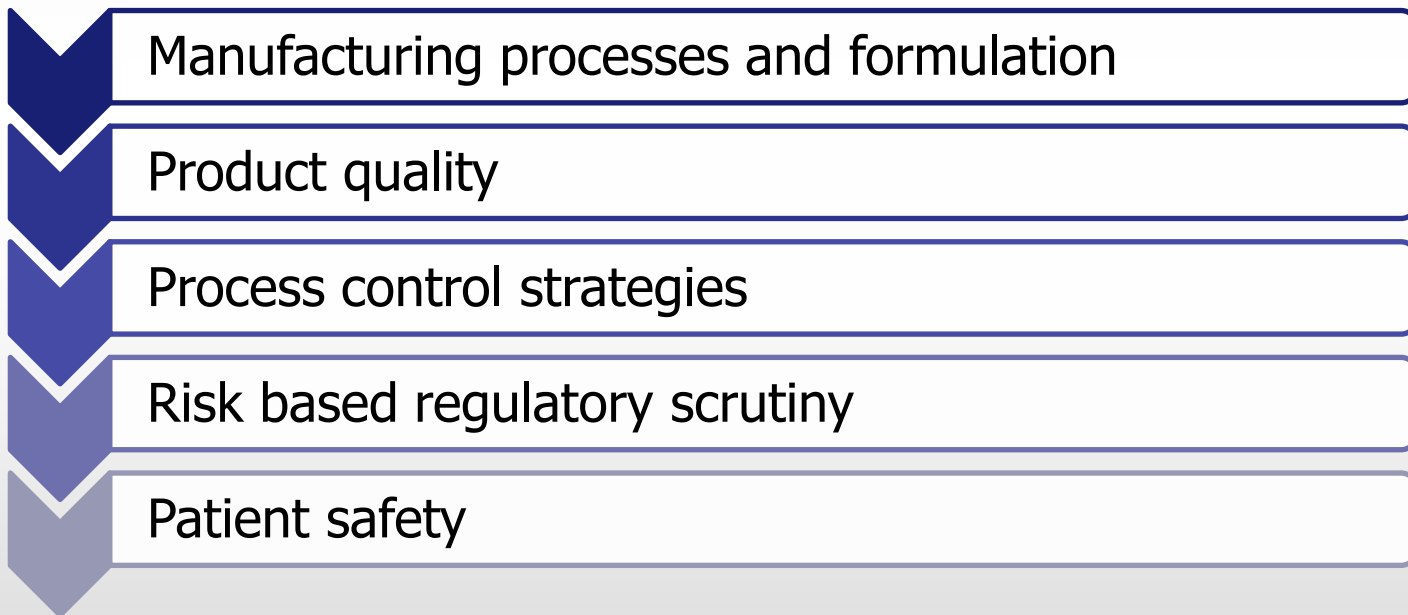 Manufacturing processes and formulation
Product quality
Process control strategies
Risk based regulatory scrutiny
Patient safety